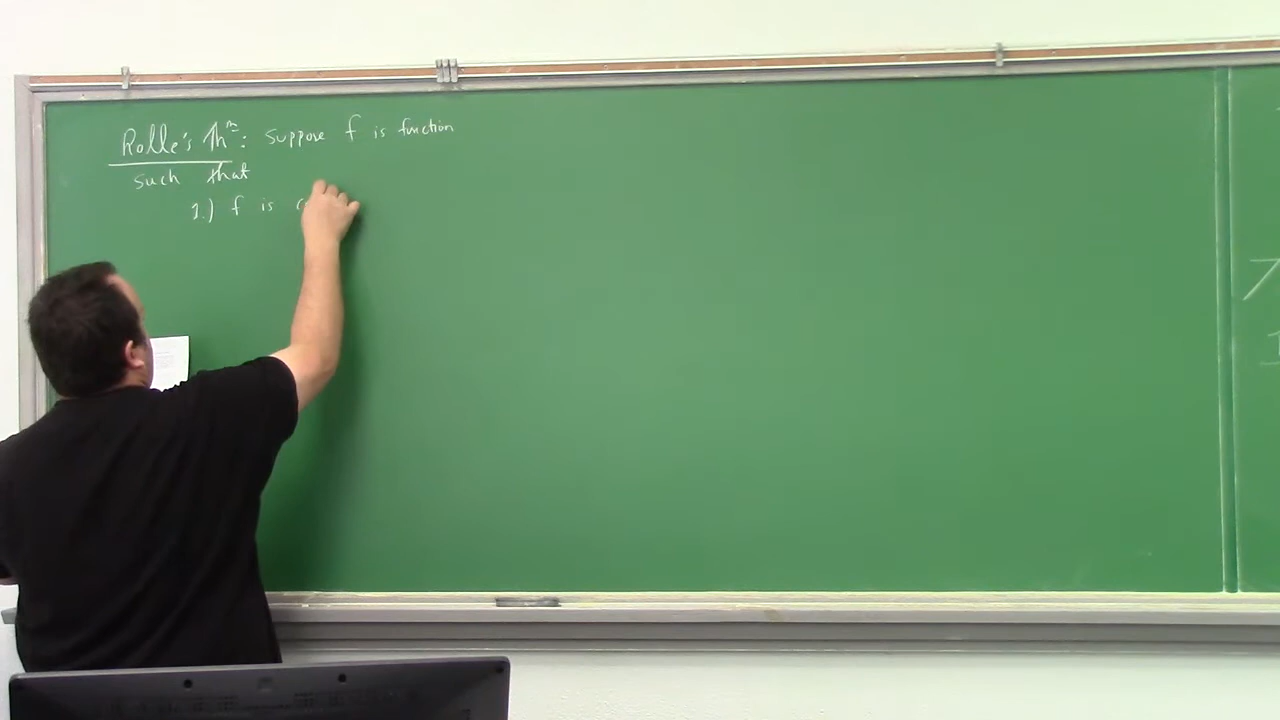 Rolle's Thm: Suppose f is function
such that
1.) f is c